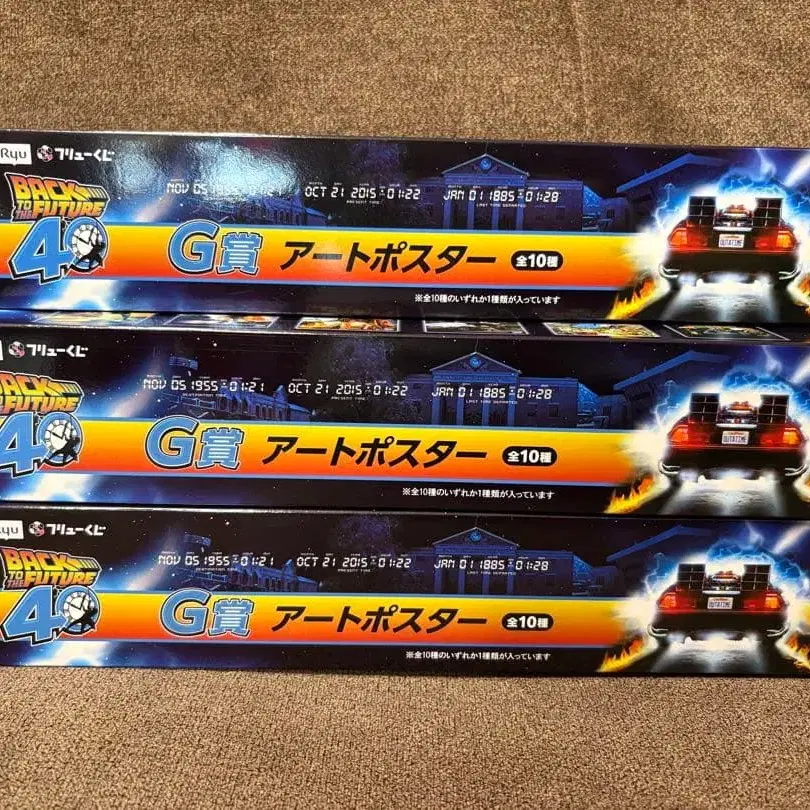 Ryu フリューくじ
NOV 05 1955 01:21 OCT 21 2015 01:22 JAN 01 1885 01:28
PRESENT TIME LAST TIME DEPARTED
BACK TO THE FUTURE
40
G賞 アートポスター 全10種
OUTATIME
※全10種のいずれか1種類が入っています
フリューくじ
NOV 05 1955 01:21 OCT 21 2015 01:22 JAN 01 1885 01:28
DESTINATION TIME PRESENT TIME LAST TIME DEPARTED
BACK
FUTURE
40
G賞 アートポスター 全10種
OUTATIME
※全10種のいずれか1種類が入っています
Ryu フリューくじ
NOV 05 1955 01:21 OCT 21 2015 01:22 JAN 01 1885 01:28
DESTINATION TIME PRESENT TIME LAST TIME DEPARTED
BACK TO THE FUTURE
40
G賞 アートポスター 全10種
OUTATIME
※全10種のいずれか1種類が入っています